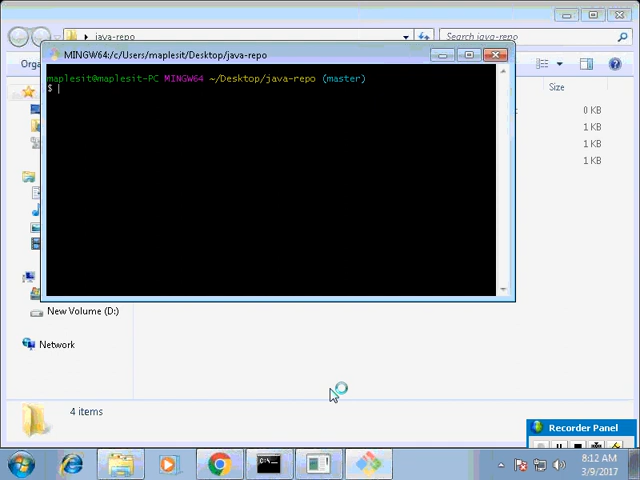 java-repo
Search java-repo
MINGW64:/c/Users/maplesit/Desktop/java-repo
maplesit@maplesit-PC MINGW64 ~/Desktop/java-repo (master)
$
Size
0 KB
1 KB
1 KB
1 KB
New Volume (D:)
Network
4 items
Recorder Panel
8:12 AM
3/9/2017